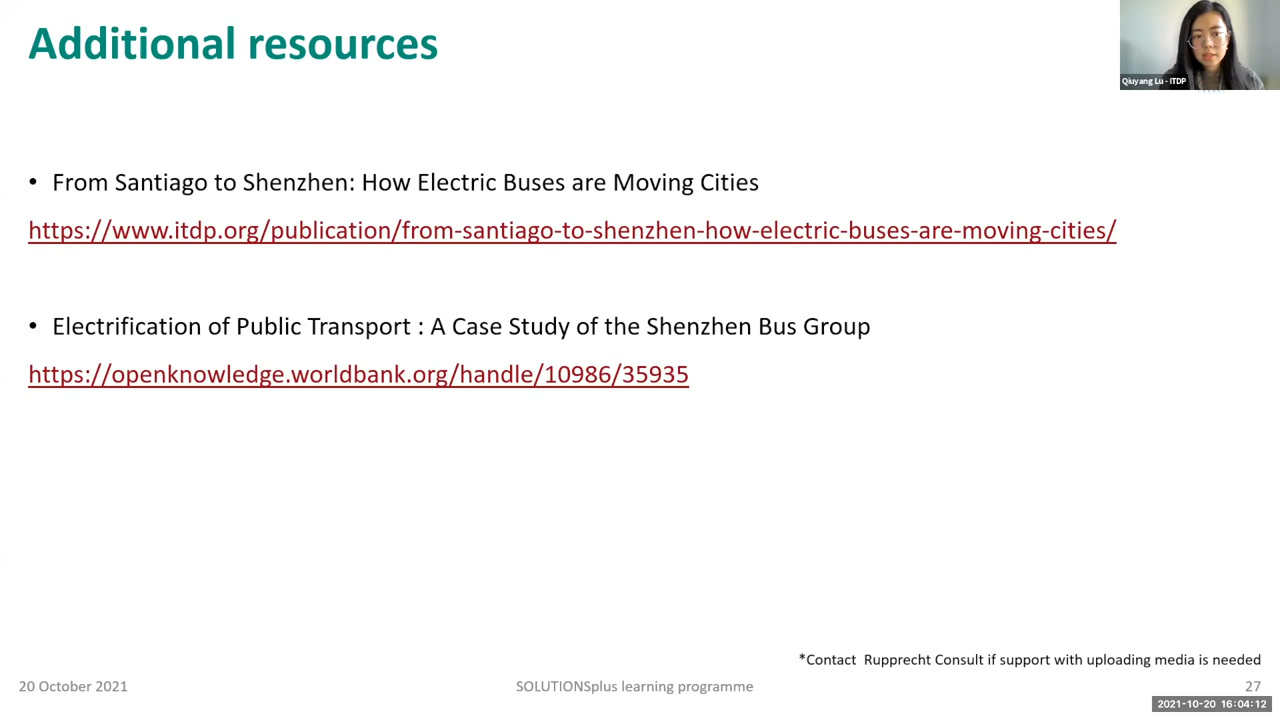 Additional resources
Qiuyang Lu - ITDP
• From Santiago to Shenzhen: How Electric Buses are Moving Cities
https://www.itdp.org/publication/from-santiago-to-shenzhen-how-electric-buses-are-moving-cities/
• Electrification of Public Transport : A Case Study of the Shenzhen Bus Group
https://openknowledge.worldbank.org/handle/10986/35935
*Contact Rupprecht Consult if support with uploading media is needed
20 October 2021
SOLUTIONSplus learning programme
27
2021-10-20 16:04:12